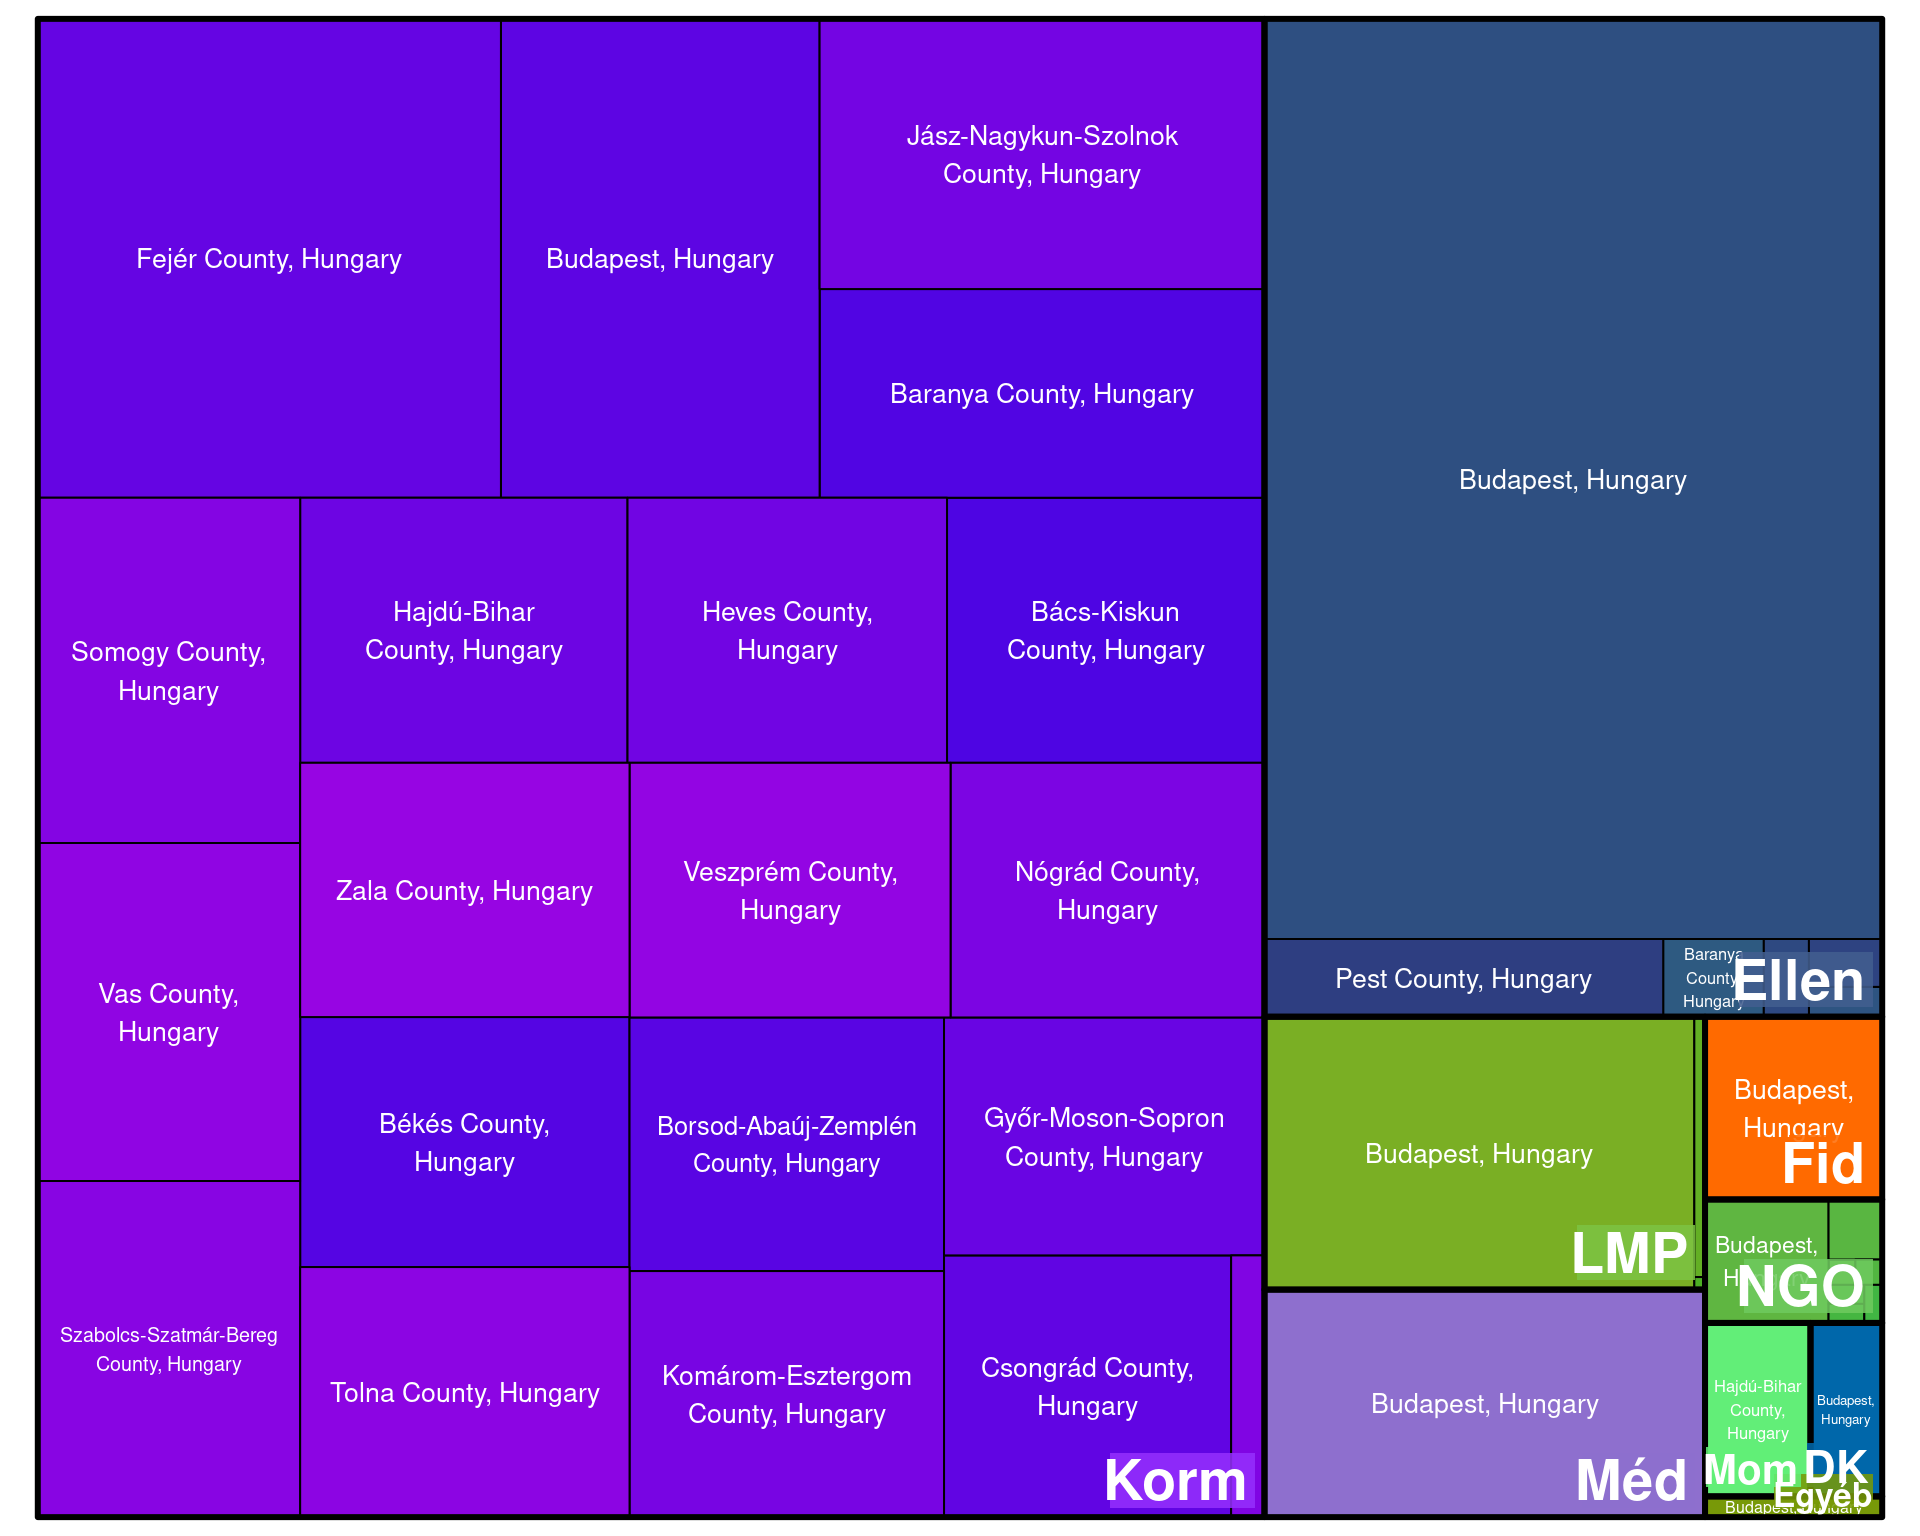 Fejér County, Hungary
Budapest, Hungary
Jász-Nagykun-Szolnok
County, Hungary
Baranya County, Hungary
Somogy County,
Hungary
Hajdú-Bihar
County, Hungary
Heves County,
Hungary
Bács-Kiskun
County, Hungary
Vas County,
Hungary
Zala County, Hungary
Veszprém County,
Hungary
Nógrád County,
Hungary
Szabolcs-Szatmár-Bereg
County, Hungary
Békés County,
Hungary
Borsod-Abaúj-Zemplén
County, Hungary
Győr-Moson-Sopron
County, Hungary
Tolna County, Hungary
Komárom-Esztergom
County, Hungary
Csongrád County,
Hungary
Korm
Budapest, Hungary
Pest County, Hungary
Baranya
County,
Hungary
Ellen
Budapest, Hungary
LMP
Budapest, Hungary
Méd
Budapest,
Hungary
Fid
Budapest,
NGO
Hajdú-Bihar
County,
Hungary
Mom
Budapest,
Hungary
DK
Budapest, Hungary
Egyéb